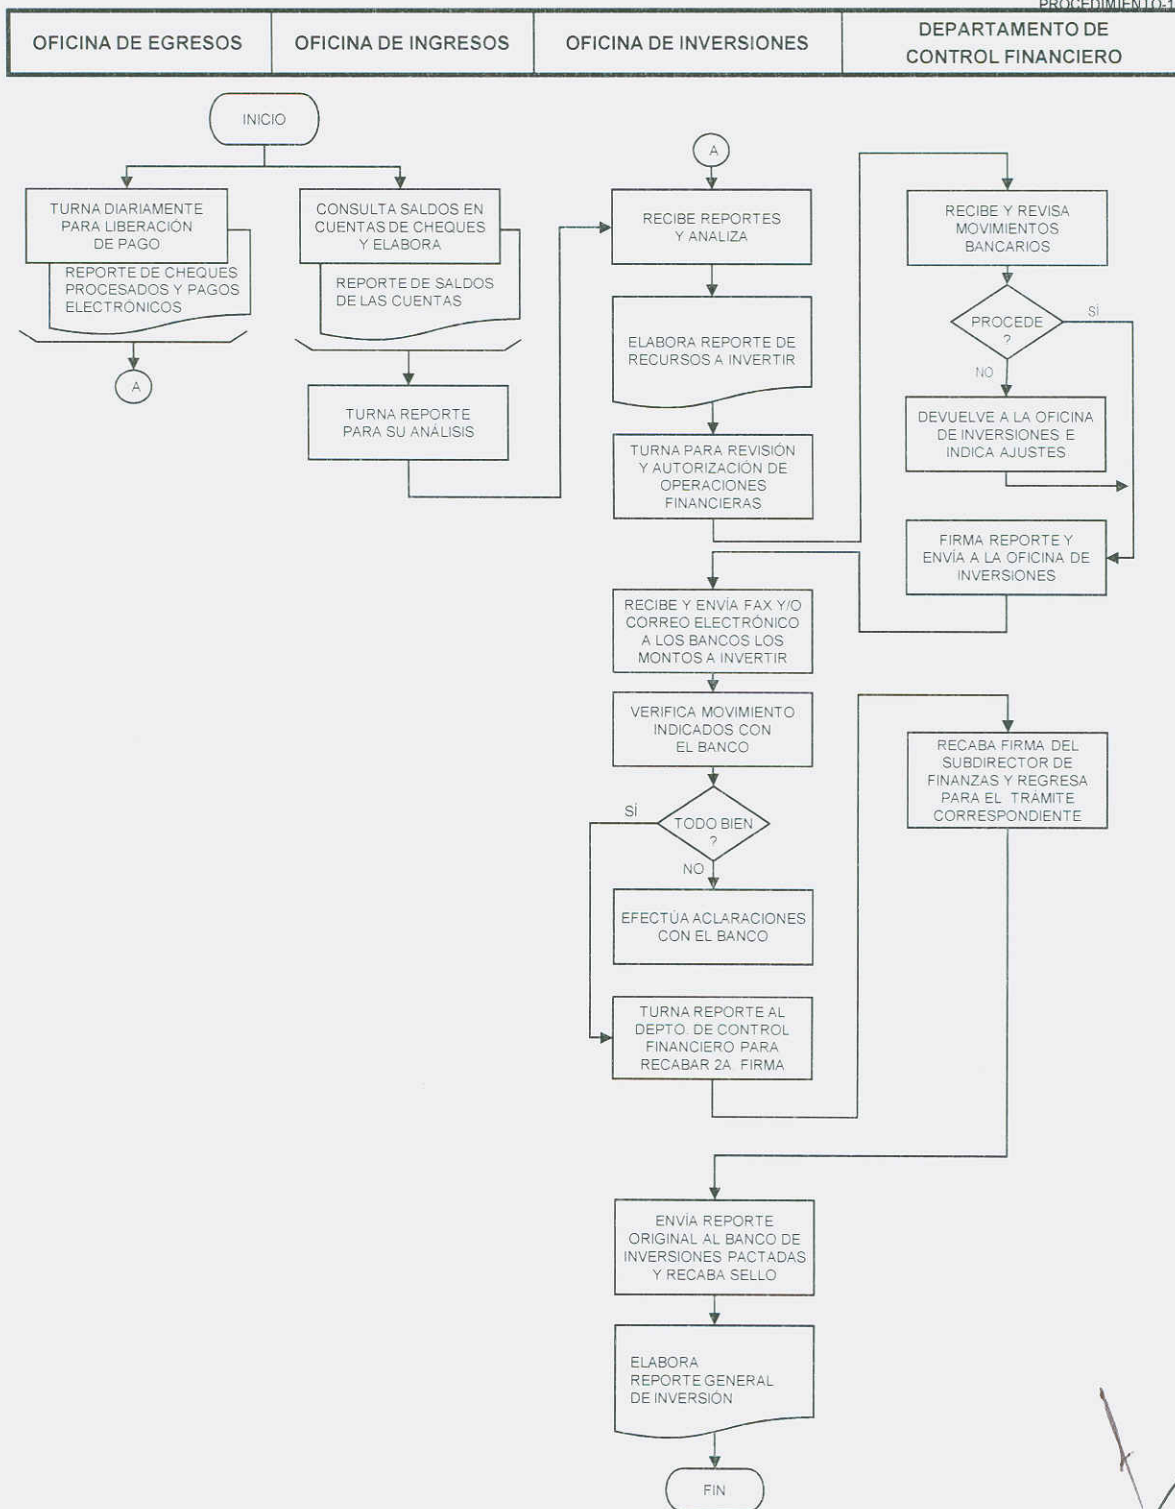 PROCEDIMIENTO-1
OFICINA DE EGRESOS
OFICINA DE INGRESOS
OFICINA DE INVERSIONES
DEPARTAMENTO DE
CONTROL FINANCIERO
INICIO
TURNA DIARIAMENTE
PARA LIBERACIÓN
DE PAGO
REPORTE DE CHEQUES
PROCESADOS Y PAGOS
ELECTRÓNICOS
A
CONSULTA SALDOS EN
CUENTAS DE CHEQUES
Y ELABORA
REPORTE DE SALDOS
DE LAS CUENTAS
TURNA REPORTE
PARA SU ANÁLISIS
A
RECIBE REPORTES
Y ANALIZA
ELABORA REPORTE DE
RECURSOS A INVERTIR
TURNA PARA REVISIÓN
Y AUTORIZACIÓN DE
OPERACIONES
FINANCIERAS
RECIBE Y REVISA
MOVIMIENTOS
BANCARIOS
PROCEDE
?
SÍ
NO
DEVUELVE A LA OFICINA
DE INVERSIONES E
INDICA AJUSTES
FIRMA REPORTE Y
ENVÍA A LA OFICINA DE
INVERSIONES
RECIBE Y ENVÍA FAX Y/O
CORREO ELECTRÓNICO
A LOS BANCOS LOS
MONTOS A INVERTIR
VERIFICA MOVIMIENTO
INDICADOS CON
EL BANCO
TODO BIEN
?
SÍ
NO
EFECTÚA ACLARACIONES
CON EL BANCO
TURNA REPORTE AL
DEPTO. DE CONTROL
FINANCIERO PARA
RECABAR 2A FIRMA
RECABA FIRMA DEL
SUBDIRECTOR DE
FINANZAS Y REGRESA
PARA EL TRÁMITE
CORRESPONDIENTE
ENVÍA REPORTE
ORIGINAL AL BANCO DE
INVERSIONES PACTADAS
Y RECABA SELLO
ELABORA
REPORTE GENERAL
DE INVERSIÓN
FIN